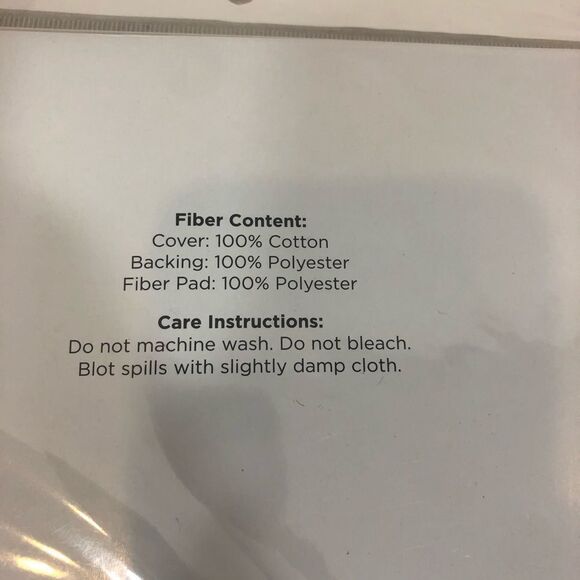 Fiber Content:
Cover: 100% Cotton
Backing: 100% Polyester
Fiber Pad: 100% Polyester
Care Instructions:
Do not machine wash. Do not bleach.
Blot spills with slightly damp cloth.